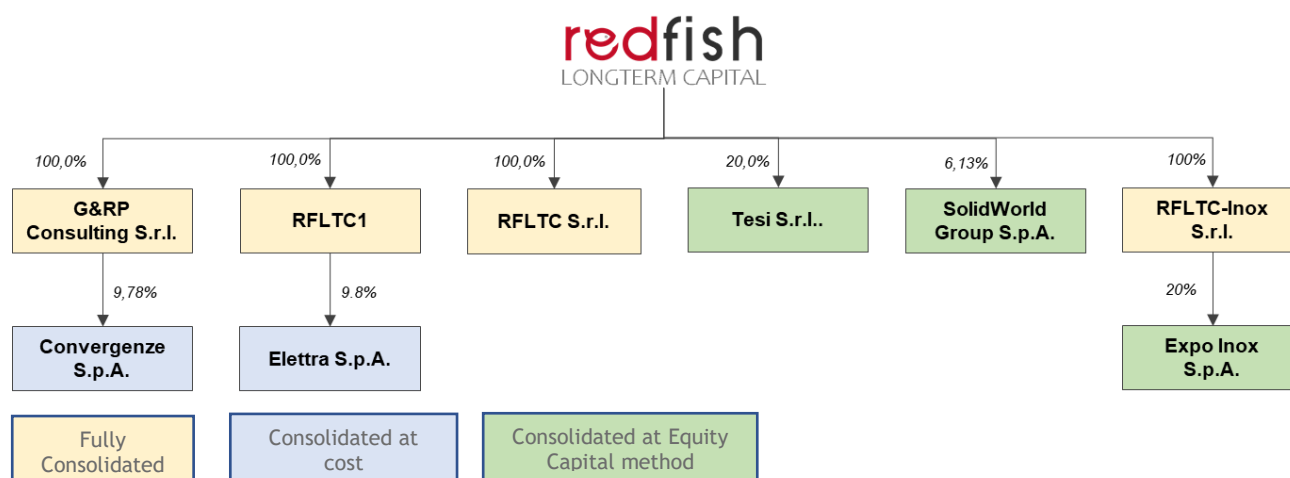 redfish
LONGTERM CAPITAL
100,0%
100,0%
100,0%
20,0%
6,13%
100%
G&RP
Consulting S.r.l.
RFLTC1
RFLTC S.r.l.
Tesi S.r.l..
SolidWorld
Group S.p.A.
RFLTC-Inox
S.r.l.
9,78%
9.8%
20%
Convergenze
S.p.A.
Elettra S.p.A.
Expo Inox
S.p.A.
Fully
Consolidated
Consolidated at
cost
Consolidated at Equity
Capital method